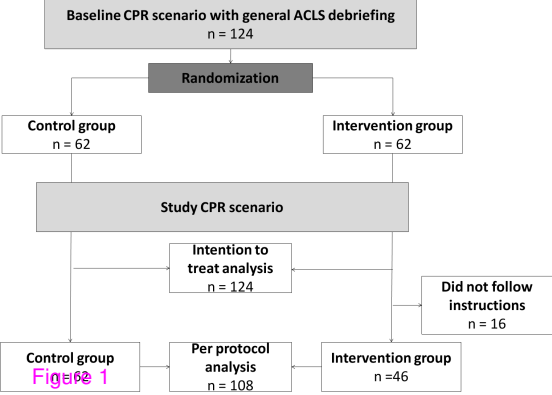 Baseline CPR scenario with general ACLS debriefing
n = 124
Randomization
Control group
n = 62
Intervention group
n = 62
Study CPR scenario
Intention to
treat analysis
n = 124
Did not follow
instructions
n = 16
Control group
n = 62
Per protocol
analysis
n = 108
Intervention group
n =46
Figure 1